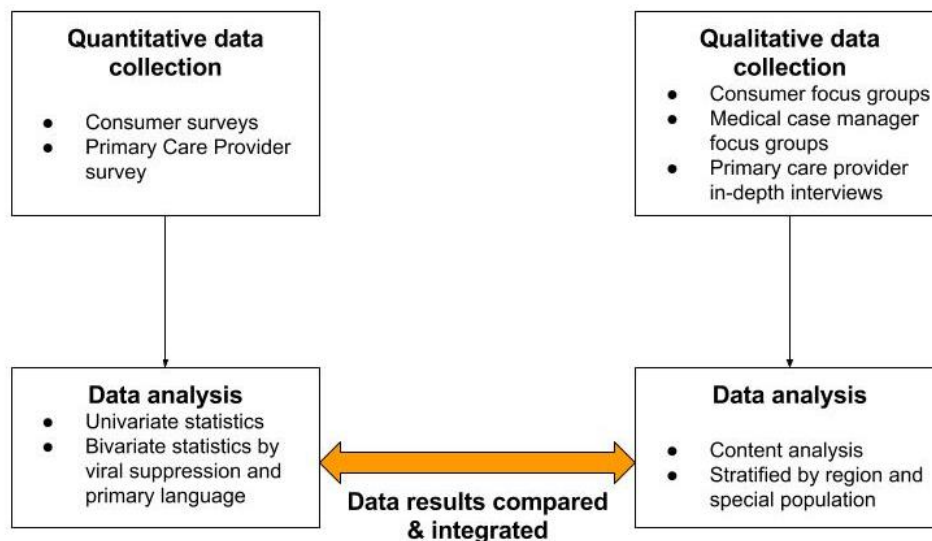 Quantitative data
collection
● Consumer surveys
● Primary Care Provider
survey
Qualitative data
collection
● Consumer focus groups
● Medical case manager
focus groups
● Primary care provider
in-depth interviews
Data analysis
● Univariate statistics
● Bivariate statistics by
viral suppression and
primary language
Data results compared
& integrated
Data analysis
● Content analysis
● Stratified by region and
special population